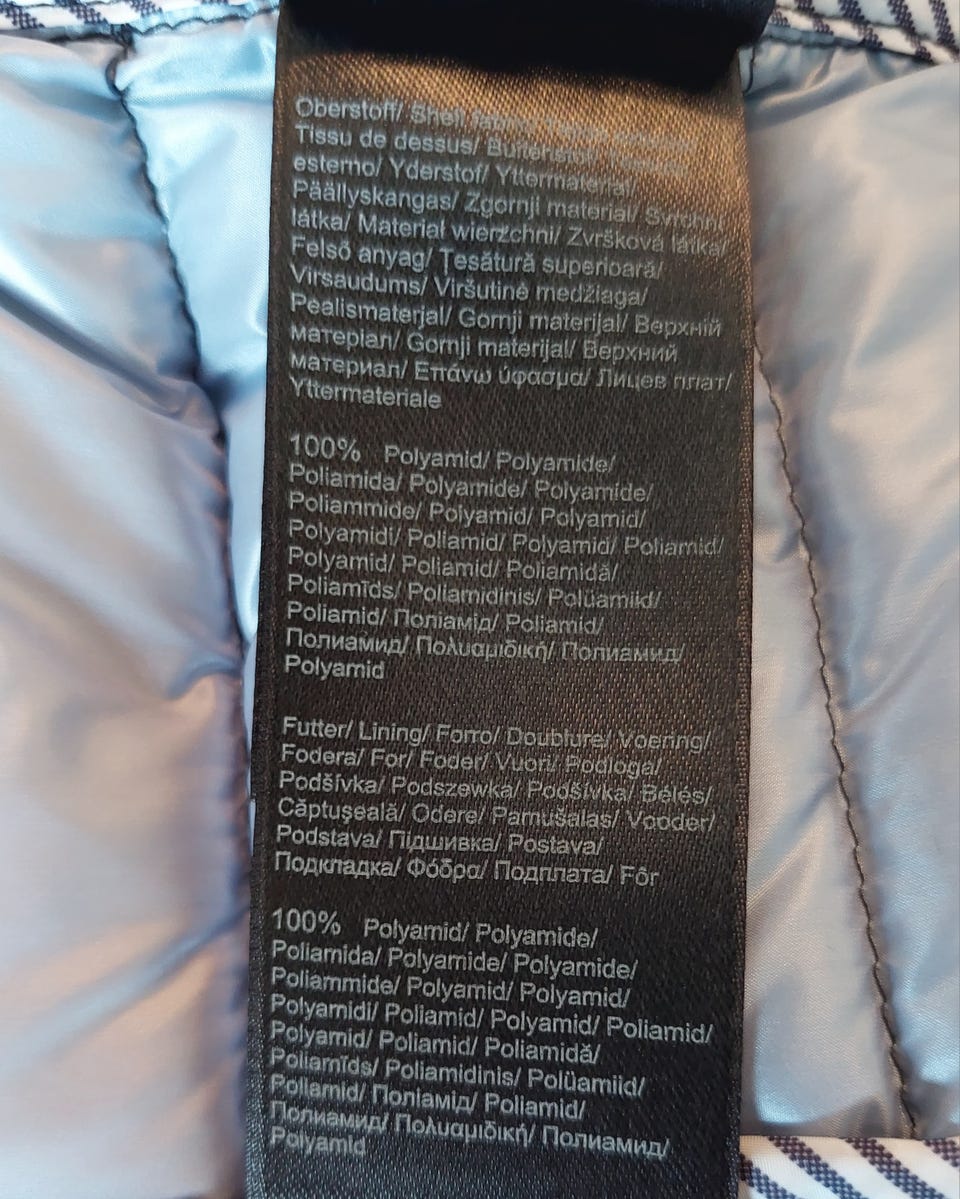 Oberstoff/ Shell
Tissu de dessus/ Buitenstof/
esterno/ Yderstof/ Yttermaterial/
Päällyskangas/ Zgornji material/ Svrchní
látka/ Materiał wierzchni/ Zvršková látka/
Felső anyag/ Țesătură superioară/
Virsaudums/ Viršutinė medžiaga/
Pealismaterjal/ Gornji materijal/ Верхній
матеріал/ Gornji materijal/ Верхний
материал/ Επάνω ύφασμα/ Лицев плат/
Yttermateriale
100% Polyamid/ Polyamide/
Poliamida/ Polyamide/ Polyamide/
Poliammide/ Polyamid/ Polyamid/
Polyamidi/ Poliamid/ Polyamid/ Poliamid/
Polyamid/ Poliamid/ Poliamidă/
Poliamīds/ Poliamidinis/ Polüamiid/
Poliamid/ Поліамід/ Poliamid/
Полиамид/ Πολυαμιδική/ Полиамид/
Polyamid
Futter/ Lining/ Forro/ Doublure/ Voering/
Fodera/ For/ Foder/ Vuori/ Podloga/
Podšívka/ Podszewka/ Podšívka/ Bélés/
Căptușeală/ Odere/ Pamušalas/ Vooder/
Podstava/ Підшивка/ Postava/
Подкладка/ Φόδρα/ Подплата/ Fôr
100% Polyamid/ Polyamide/
Poliamida/ Polyamide/ Polyamide/
Poliammide/ Polyamid/ Polyamid/
Polyamidi/ Poliamid/ Polyamid/ Poliamid/
Polyamid/ Poliamid/ Poliamidă/
Poliamīds/ Poliamidinis/ Polüamiid/
Poliamid/ Поліамід/ Poliamid/
Полиамид/ Πολυαμιδική/ Полиамид/
Polyamid